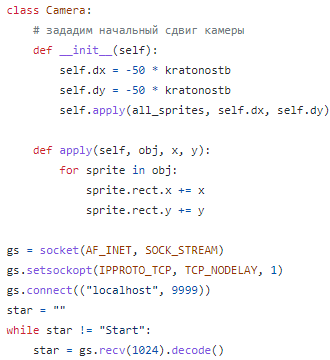 class Camera:
    # зададим начальный сдвиг камеры
    def __init__(self):
        self.dx = -50 * kratonostb
        self.dy = -50 * kratonostb
        self.apply(all_sprites, self.dx, self.dy)

    def apply(self, obj, x, y):
        for sprite in obj:
            sprite.rect.x += x
            sprite.rect.y += y

gs = socket(AF_INET, SOCK_STREAM)
gs.setsockopt(IPPROTO_TCP, TCP_NODELAY, 1)
gs.connect(("localhost", 9999))
star = ""
while star != "Start":
    star = gs.recv(1024).decode()